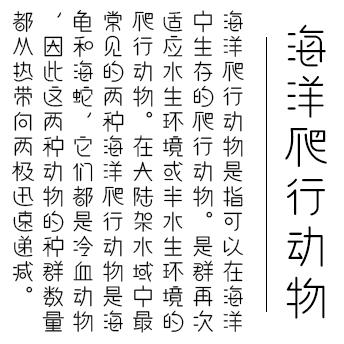 海洋爬行动物
海洋爬行动物是指可以在海洋
中生存的爬行动物。是群再次
适应水生环境或半水生环境的
爬行动物。在大陆架水域中最
常见的两种海洋爬行动物是海
龟和海蛇，它们都是冷血动物
，因此这两种动物的种群数量
都从热带向两极迅速递减。